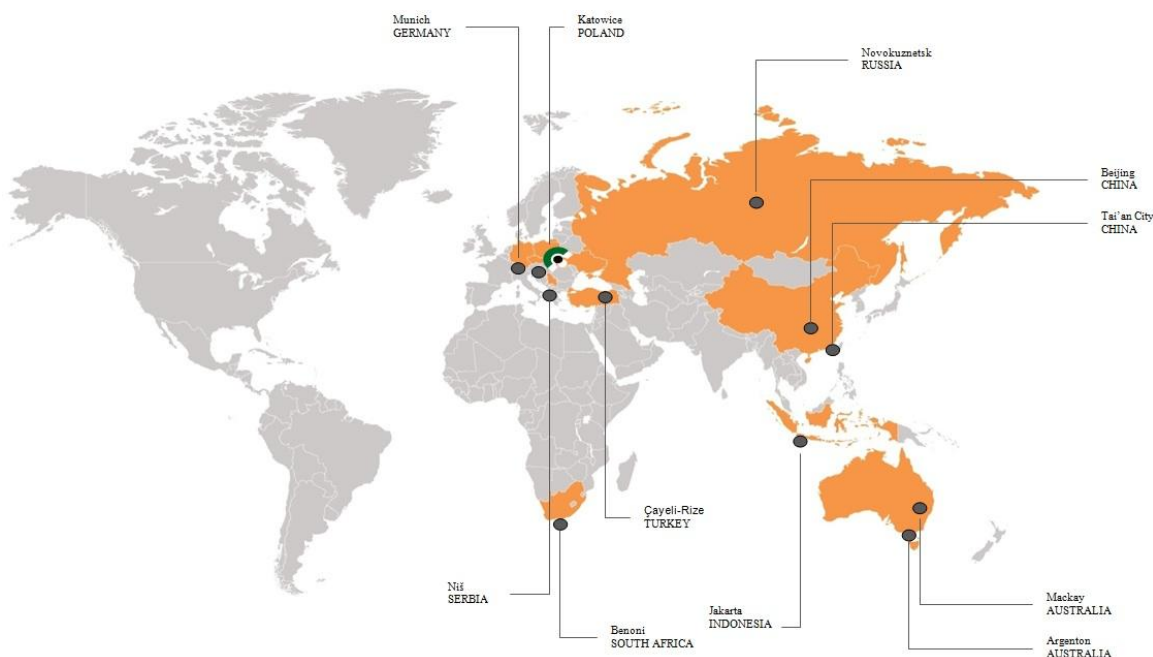 Munich
GERMANY
Katowice
POLAND
Novokuznetsk
RUSSIA
Beijing
CHINA
Tai’an City
CHINA
Çayeli-Rize
TURKEY
Niš
SERBIA
Benoni
SOUTH AFRICA
Jakarta
INDONESIA
Mackay
AUSTRALIA
Argenton
AUSTRALIA